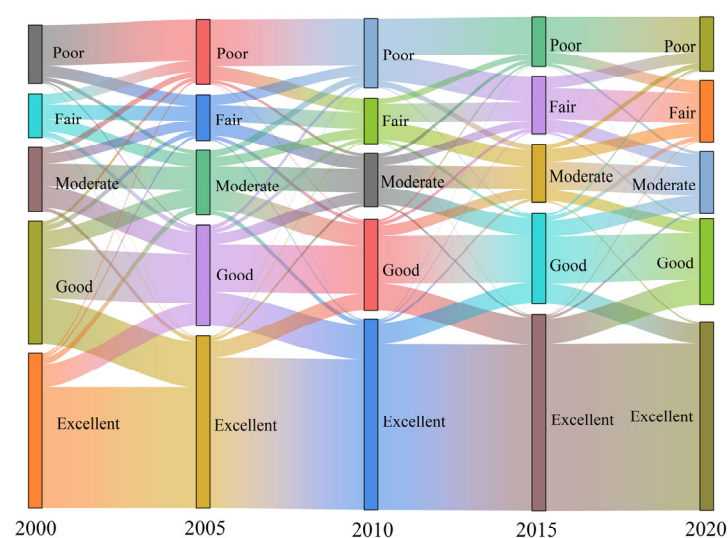 Poor
Poor
Poor
Poor
Poor
Fair
Fair
Fair
Fair
Fair
Moderate
Moderate
Moderate
Moderate
Moderate
Good
Good
Good
Good
Good
Excellent
Excellent
Excellent
Excellent
Excellent
2000 2005 2010 2015 2020